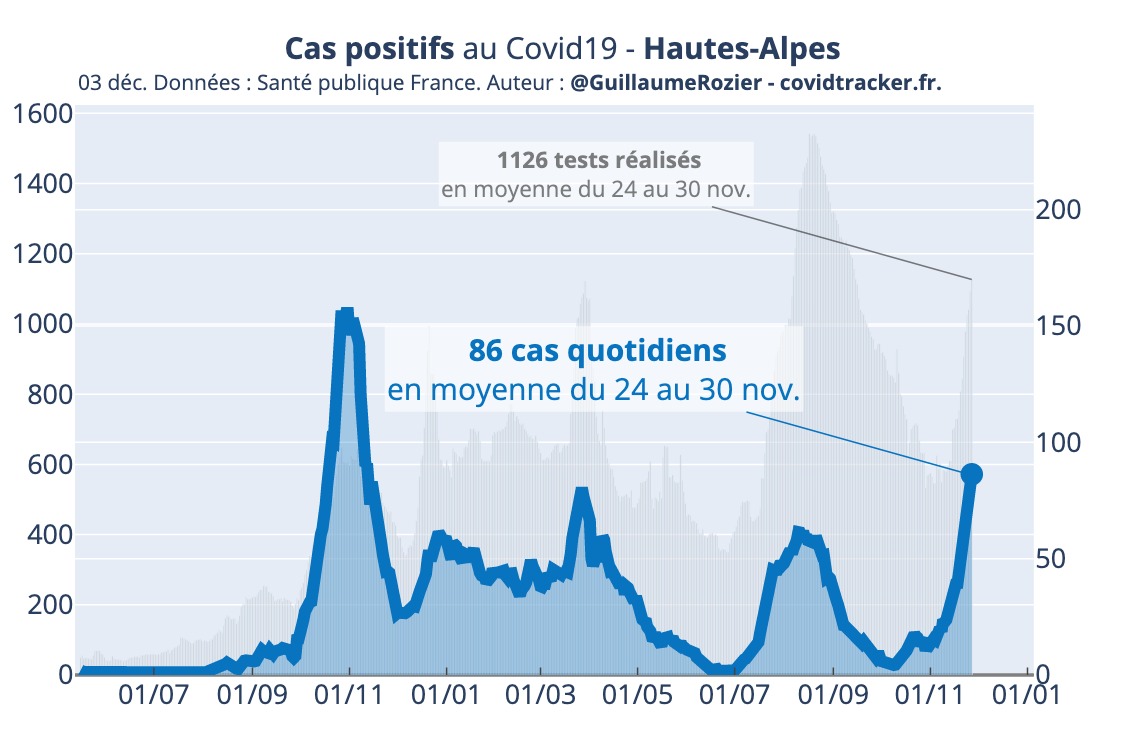 Cas positifs au Covid19 - Hautes-Alpes
03 déc. Données : Santé publique France. Auteur : @GuillaumeRozier - covidtracker.fr.
1600
1400
1200
1000
800
600
400
200
0
1126 tests réalisés
en moyenne du 24 au 30 nov.
86 cas quotidiens
en moyenne du 24 au 30 nov.
200
150
100
50
0
01/07 01/09 01/11 01/01 01/03 01/05 01/07 01/09 01/11 01/01